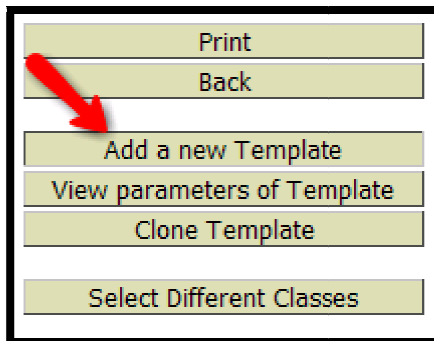 Print
Back
Add a new Template
View parameters of Template
Clone Template
Select Different Classes